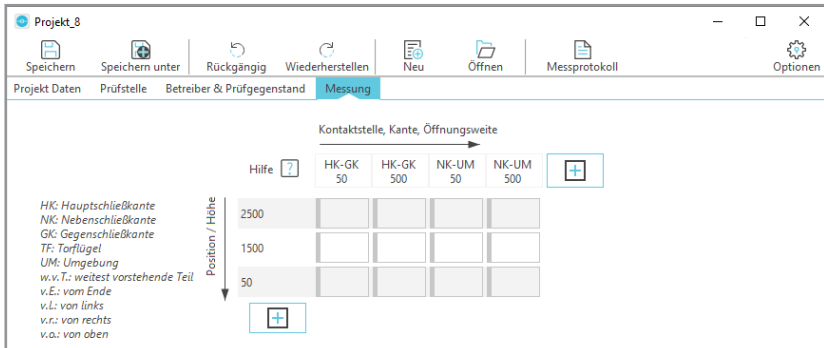 Projekt_8
Speichern Speichern unter Rückgängig Wiederherstellen Neu Öffnen Messprotokoll Optionen
Projekt Daten Prüfstelle Betreiber & Prüfgegenstand Messung
Kontaktstelle, Kante, Öffnungsweite
Hilfe ? HK-GK HK-GK NK-UM NK-UM
50 500 50 500
Position / Höhe
2500
1500
50
HK: Hauptschließkante
NK: Nebenschließkante
GK: Gegenschließkante
TF: Torflügel
UM: Umgebung
w.v.T.: weitest vorstehende Teil
v.E.: vom Ende
v.l.: von links
v.r.: von rechts
v.o.: von oben